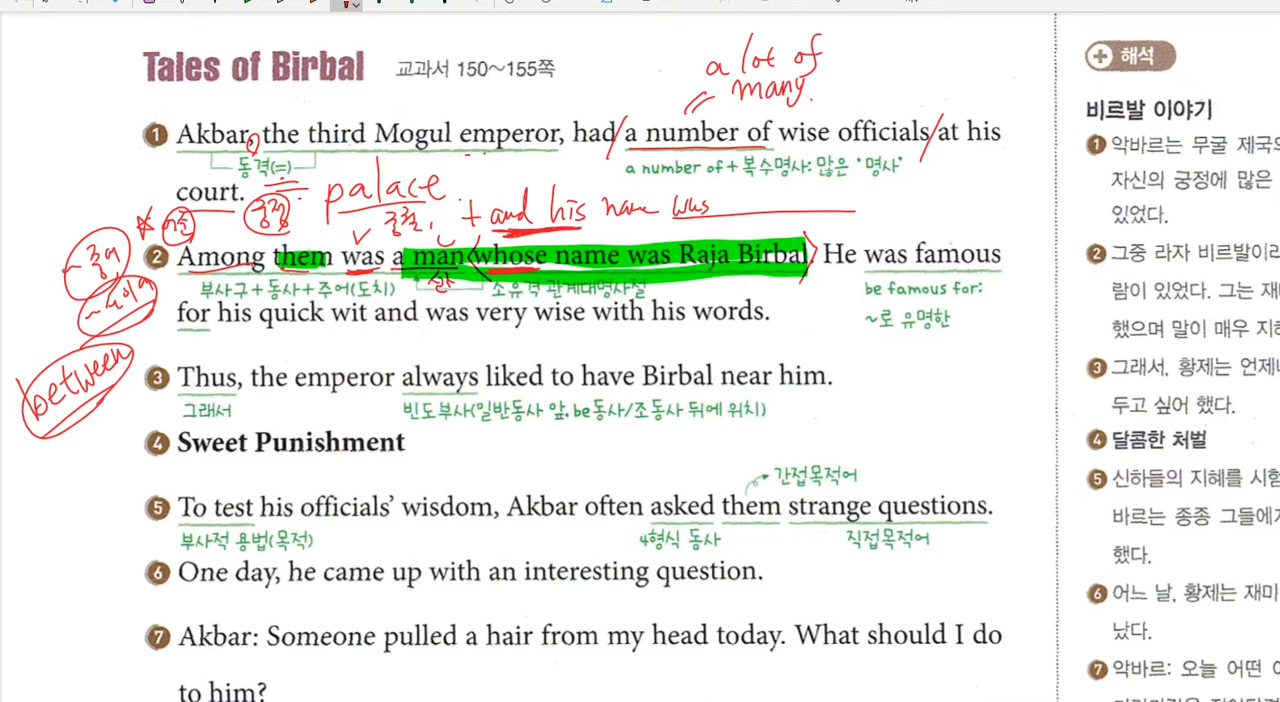 Tales of Birbal 교과서 150~155쪽
a lot of
many.
1 Akbar, the third Mogul emperor, had a number of wise officials at his
동격(=)
a number of + 복수명사: 많은 '명사'
court.
궁정
palace
궁궐,
+ and his name was
~중에
2 Among them was a man whose name was Raja Birbal. He was famous
부사구+동사+주어(도치)
소유격 관계대명사절
be famous for:
~로 유명한
for his quick wit and was very wise with his words.
between
3 Thus, the emperor always liked to have Birbal near him.
그래서
빈도부사(일반동사 앞, be동사/조동사 뒤에 위치)
4 Sweet Punishment
간접목적어
5 To test his officials' wisdom, Akbar often asked them strange questions.
부사적 용법(목적)
4형식 동사
직접목적어
6 One day, he came up with an interesting question.
7 Akbar: Someone pulled a hair from my head today. What should I do
to him?
+ 해석
비르발 이야기
1 악바르는 무굴 제국의
자신의 궁정에 많은
있었다.
2 그중 라자 비르발이라
람이 있었다. 그는 재
했으며 말이 매우 지
3 그래서, 황제는 언제나
두고 싶어 했다.
4 달콤한 처벌
5 신하들의 지혜를 시험
바르는 종종 그들에게
했다.
6 어느 날, 황제는 재미
났다.
7 악바르: 오늘 어떤